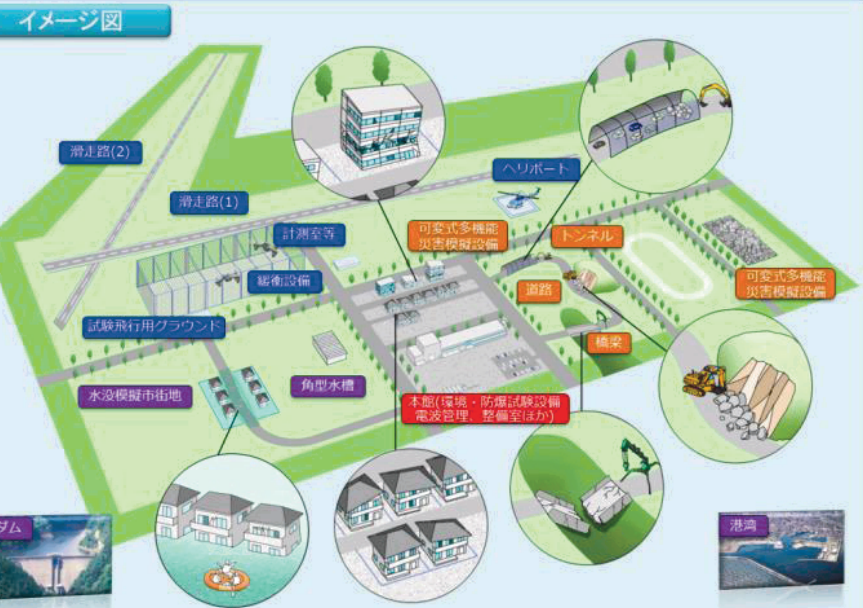 イメージ図
滑走路(2)
滑走路(1)
ヘリポート
計測室等
可変式多機能
災害模擬設備
トンネル
緩衝設備
道路
可変式多機能
災害模擬設備
試験飛行用グラウンド
橋梁
水没模擬市街地
角型水槽
本館(環境・防爆試験設備
電波管理、整備室ほか)
ダム
港湾